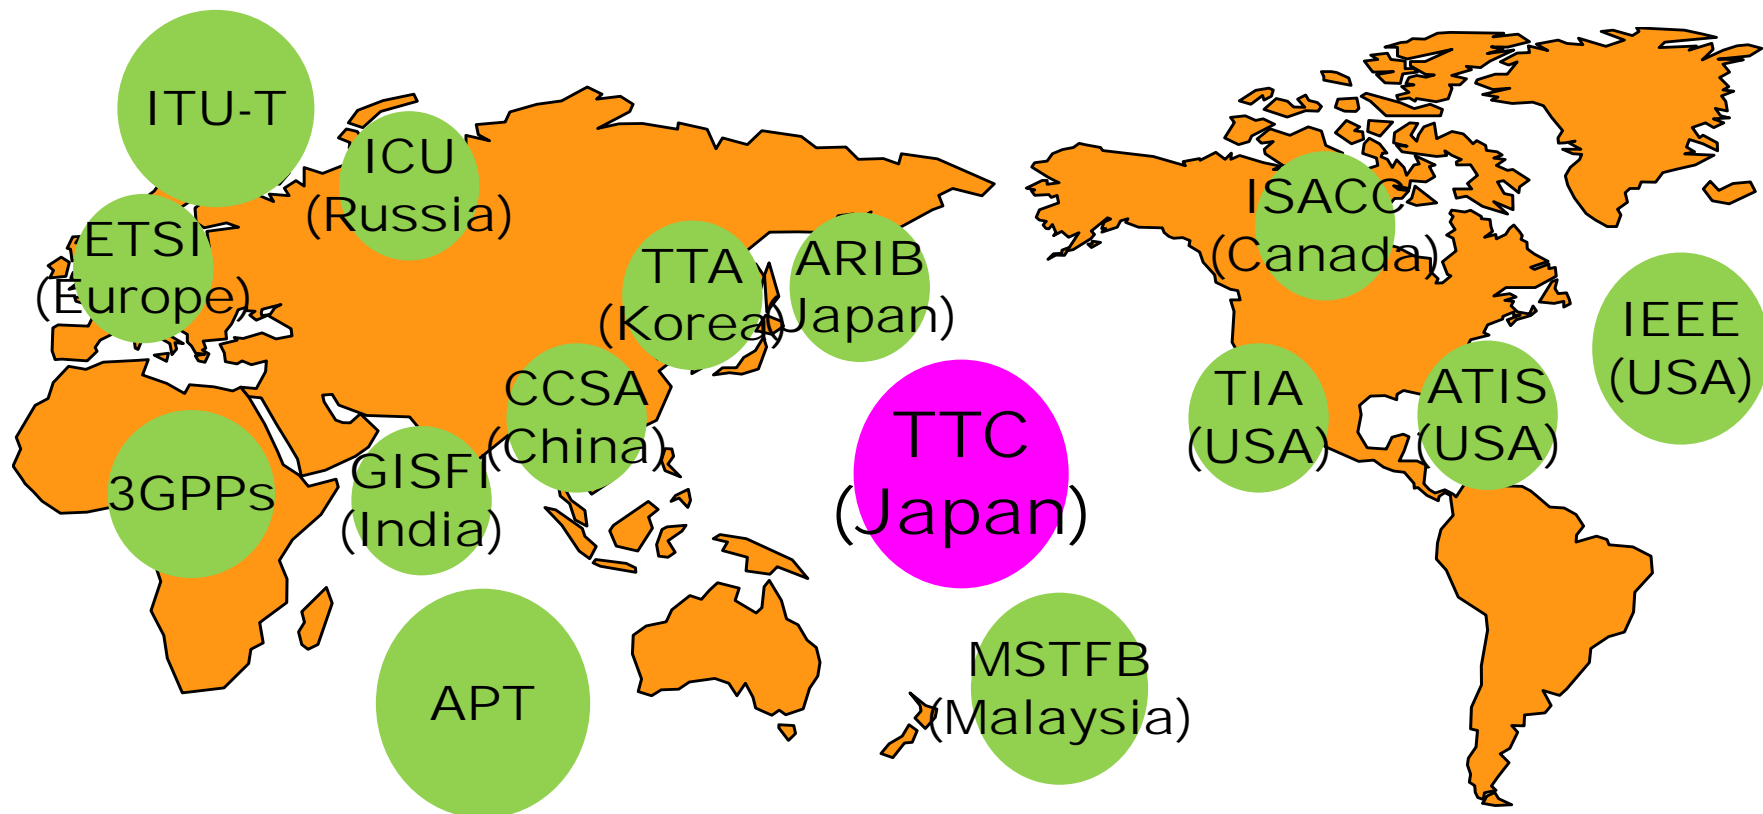 ITU-T
ICU
(Russia)
ETSI
(Europe)
TTA
(Korea)
ARIB
(Japan)
ISACC
(Canada)
IEEE
(USA)
CCSA
(China)
TTC
(Japan)
TIA
(USA)
ATIS
(USA)
3GPPs
GISFI
(India)
APT
MSTFB
(Malaysia)